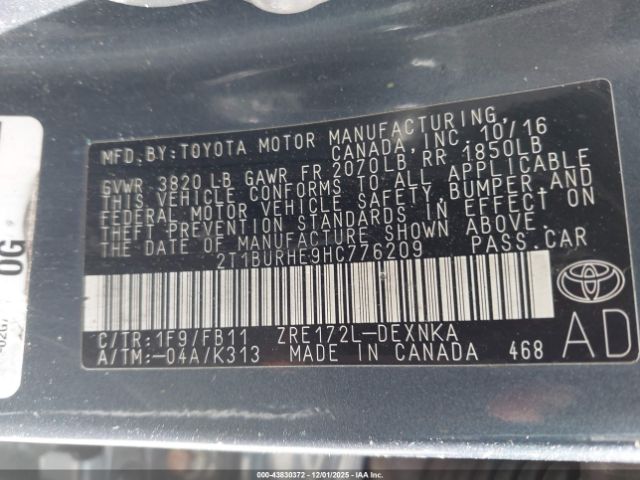 MFD. BY: TOYOTA MOTOR MANUFACTURING,
CANADA, INC. 10/16
GVWR 3820 LB GAWR FR 2070LB, RR 1850LB
THIS VEHICLE CONFORMS TO ALL APPLICABLE
FEDERAL MOTOR VEHICLE SAFETY, BUMPER AND
THEFT PREVENTION STANDARDS IN EFFECT ON
THE DATE OF MANUFACTURE SHOWN ABOVE.
2T1BURHE9HC776209 PASS.CAR
C/TR:1F9/FB11 ZRE172L-DEXNKA
A/TM:-04A/K313 MADE IN CANADA 468
AD
OG
000-43830372 • 12/01/2025 • IAAI.com